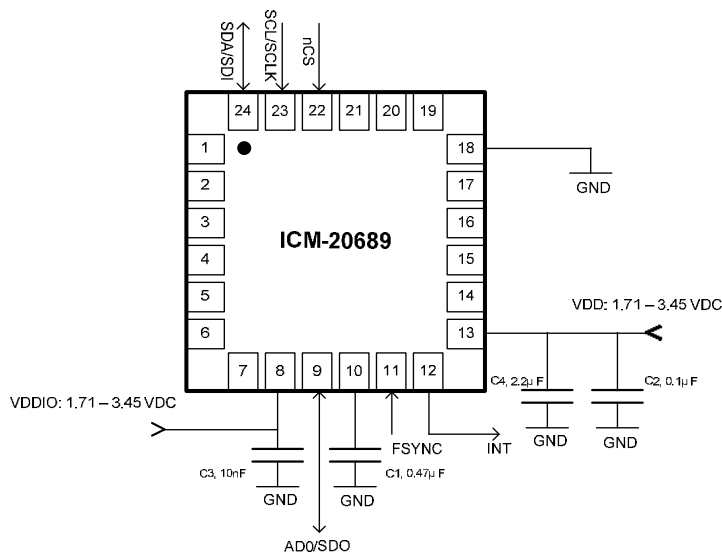 SDA/SDI
SCL/SCLK
nCS
24 23 22 21 20 19
1
2
3
4
5
6
18
17
16
15
14
13
ICM-20689
7 8 9 10 11 12
GND
VDD: 1.71 – 3.45 VDC
C4, 2.2µ F
C2, 0.1µ F
GND
GND
VDDIO: 1.71 – 3.45 VDC
FSYNC
INT
C3, 10nF
C1, 0.47µ F
GND
GND
AD0/SDO